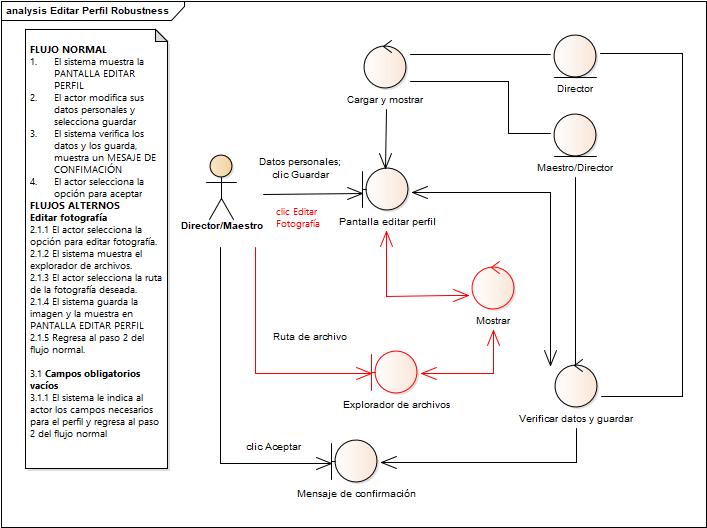 analysis Editar Perfil Robustness
FLUJO NORMAL
1. El sistema muestra la
PANTALLA EDITAR
PERFIL
2. El actor modifica sus
datos personales y
selecciona guardar
3. El sistema verifica los
datos y los guarda,
muestra un MESAJE DE
CONFIMACIÓN
4. El actor selecciona la
opción para aceptar
FLUJOS ALTERNOS
Editar fotografía
2.1.1 El actor selecciona la
opción para editar fotografía.
2.1.2 El sistema muestra el
explorador de archivos.
2.1.3 El actor selecciona la ruta
de la fotografía deseada.
2.1.4 El sistema guarda la
imagen y la muestra en
PANTALLA EDITAR PERFIL
2.1.5 Regresa al paso 2 del
flujo normal.
3.1 Campos obligatorios
vacíos
3.1.1 El sistema le indica al
actor los campos necesarios
para el perfil y regresa al paso
2 del flujo normal
Cargar y mostrar
Director
Maestro/Director
Datos personales;
clic Guardar
Director/Maestro
clic Editar
Fotografía
Pantalla editar perfil
Mostrar
Ruta de archivo
Explorador de archivos
Verificar datos y guardar
clic Aceptar
Mensaje de confirmación